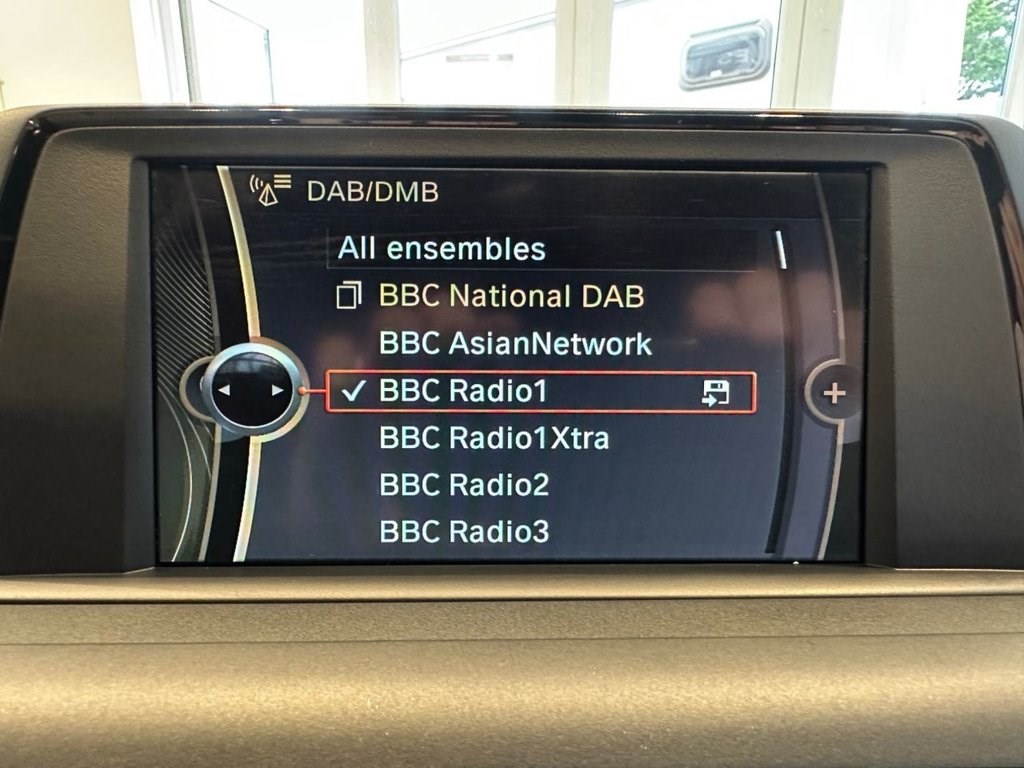 DAB/DMB
All ensembles
BBC National DAB
BBC AsianNetwork
BBC Radio1
BBC Radio1Xtra
BBC Radio2
BBC Radio3